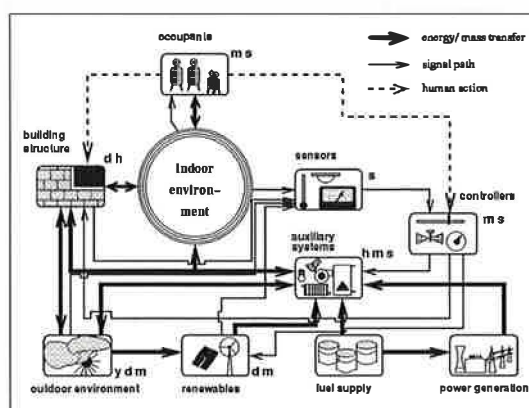 occupants
m s
energy/ mass transfer
signal path
human action
building
structure
d h
indoor
environ-
ment
sensors
s
controllers
m s
auxiliary
systems
h m s
outdoor environment
y d m
renewables
d m
fuel supply
power generation